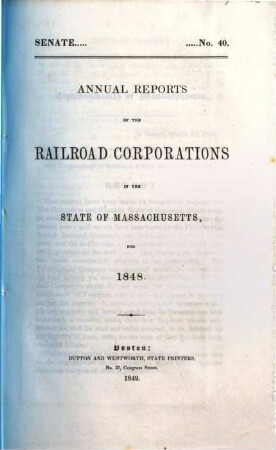 SENATE..... .....No. 40.
ANNUAL REPORTS
OF THE
RAILROAD CORPORATIONS
IN THE
STATE OF MASSACHUSETTS,
FOR
1848.
Boston:
DUTTON AND WENTWORTH, STATE PRINTERS,
No. 37, Congress Street.
1849.